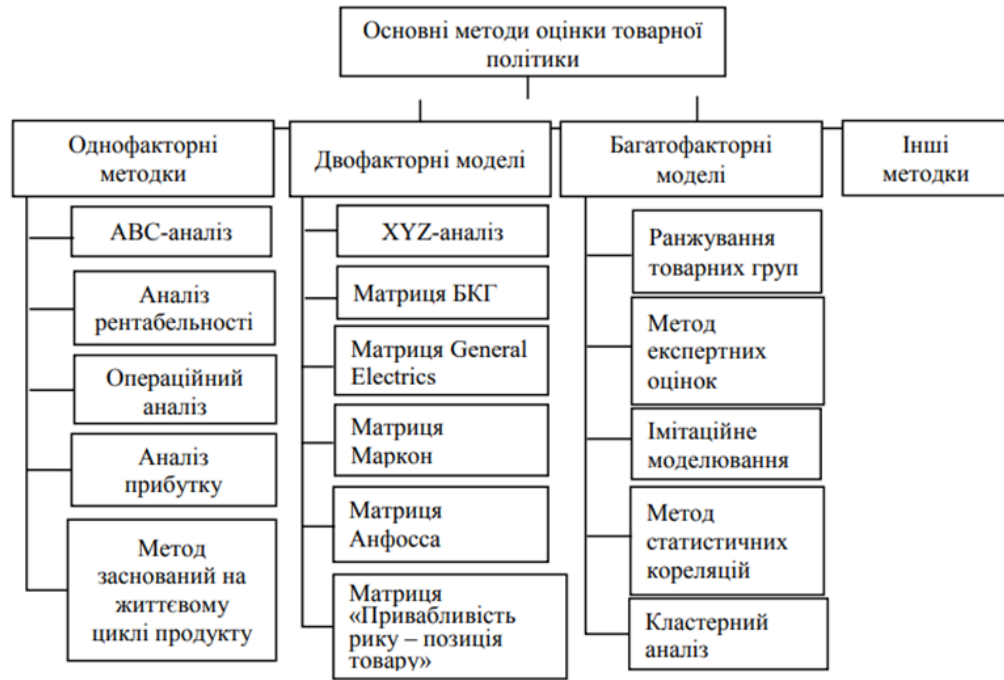 Основні методи оцінки товарної
політики
Однофакторні
методки
АВС-аналіз
Аналіз
рентабельності
Операційний
аналіз
Аналіз
прибутку
Метод
заснований на
життєвому
циклі продукту
Двофакторні моделі
XYZ-аналіз
Матриця БКГ
Матриця General
Electrics
Матриця
Маркон
Матриця
Анфосса
Матриця
«Привабливість
рику – позиція
товару»
Багатофакторні
моделі
Ранжування
товарних груп
Метод
експертних
оцінок
Імітаційне
моделювання
Метод
статистичних
кореляцій
Кластерний
аналіз
Інші
методки